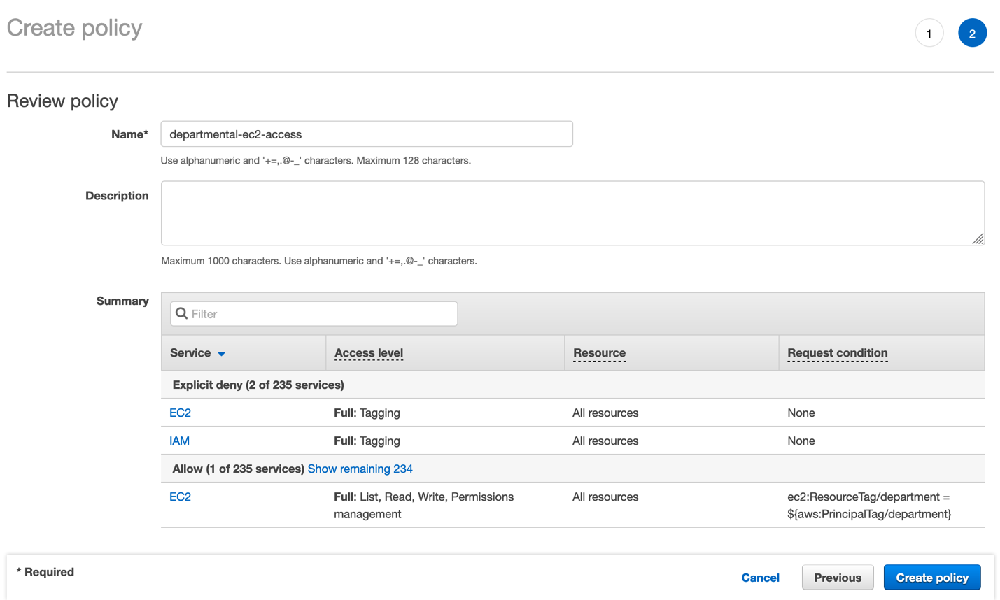 Create policy
1
2
Review policy
Name*
departmental-ec2-access
Use alphanumeric and '+=,.@-_' characters. Maximum 128 characters.
Description
Maximum 1000 characters. Use alphanumeric and '+=,.@-_' characters.
Summary
Filter
Service Access level Resource Request condition
Explicit deny (2 of 235 services)
EC2 Full: Tagging All resources None
IAM Full: Tagging All resources None
Allow (1 of 235 services) Show remaining 234
EC2 Full: List, Read, Write, Permissions All resources ec2:ResourceTag/department =
management ${aws:PrincipalTag/department}
* Required
Cancel Previous Create policy